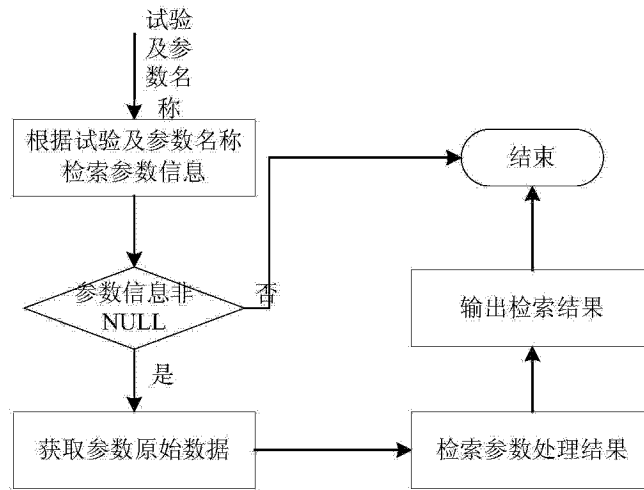 试验
及参
数名
称
根据试验及参数名称
检索参数信息
结束
参数信息非
NULL
否
输出检索结果
是
获取参数原始数据
检索参数处理结果